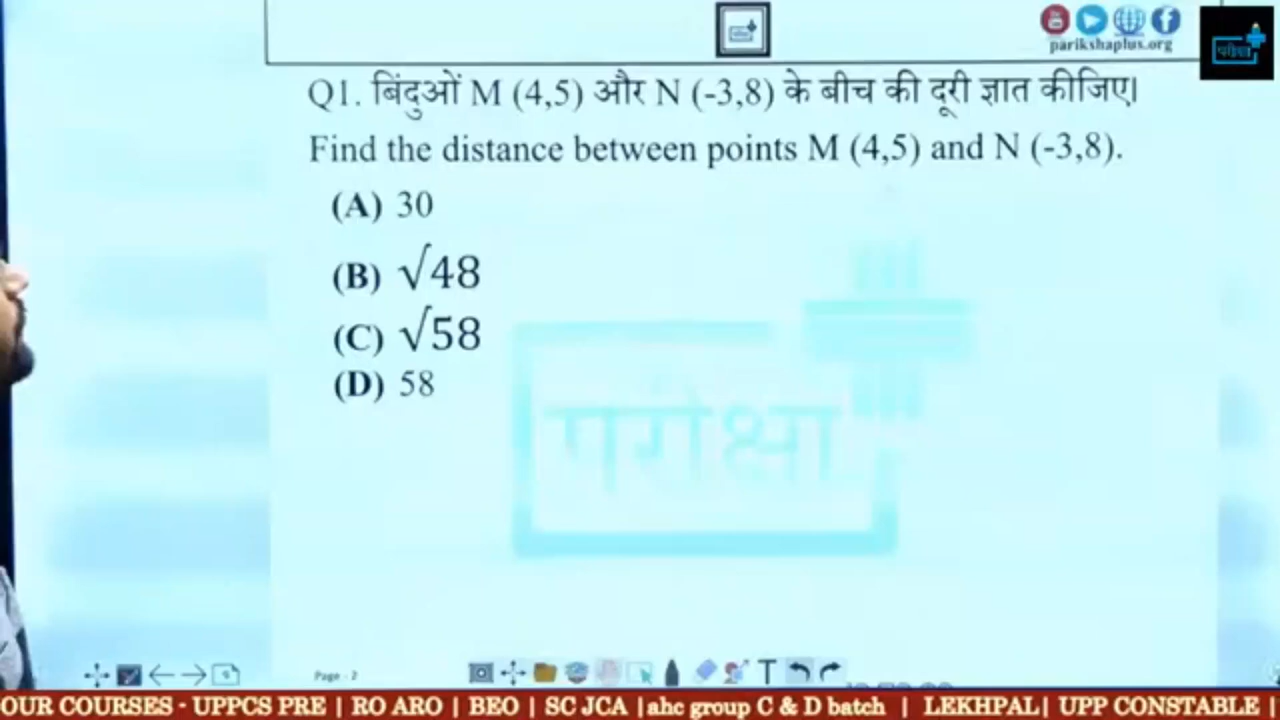 parikshaplus.org
Q1. बिंदुओं M (4,5) और N (-3,8) के बीच की दूरी ज्ञात कीजिए।
Find the distance between points M (4,5) and N (-3,8).
(A) 30
(B) √48
(C) √58
(D) 58
परीक्षा
Page - 2
OUR COURSES - UPPCS PRE | RO ARO | BEO | SC JCA |ahc group C & D batch | LEKHPAL| UPP CONSTABLE |